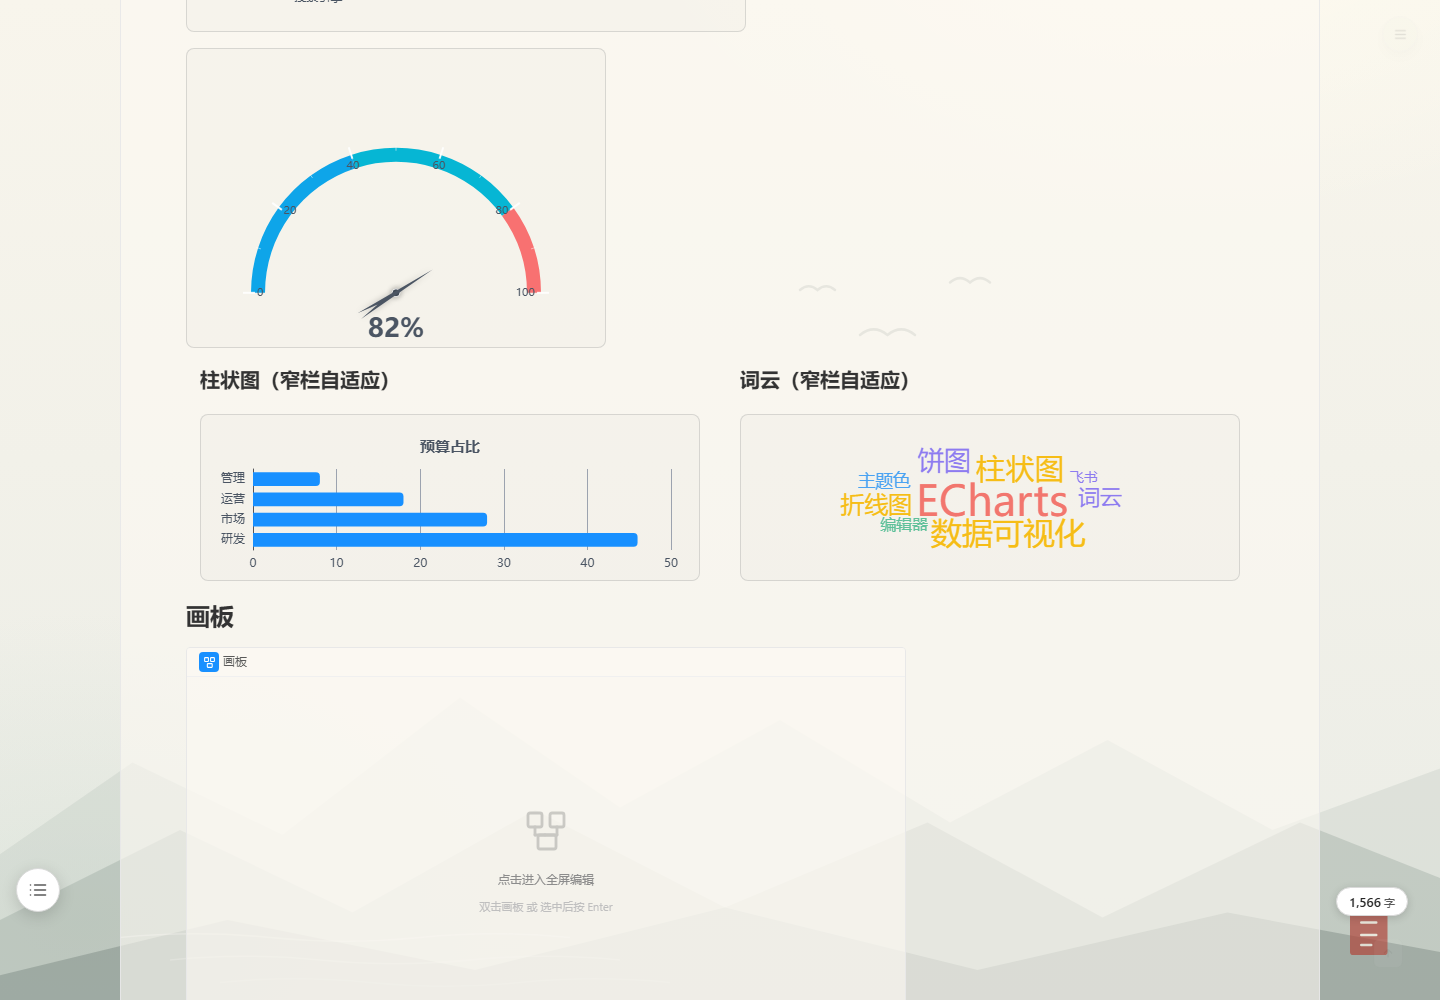 搜索引擎
0
20
40
60
80
100
82%
柱状图（窄栏自适应）
预算占比
管理
运营
市场
研发
0 10 20 30 40 50
词云（窄栏自适应）
饼图 柱状图 飞书
主题色
折线图 ECharts 词云
编辑器 数据可视化
画板
画板
点击进入全屏编辑
双击画板 或 选中后按 Enter
1,566 字